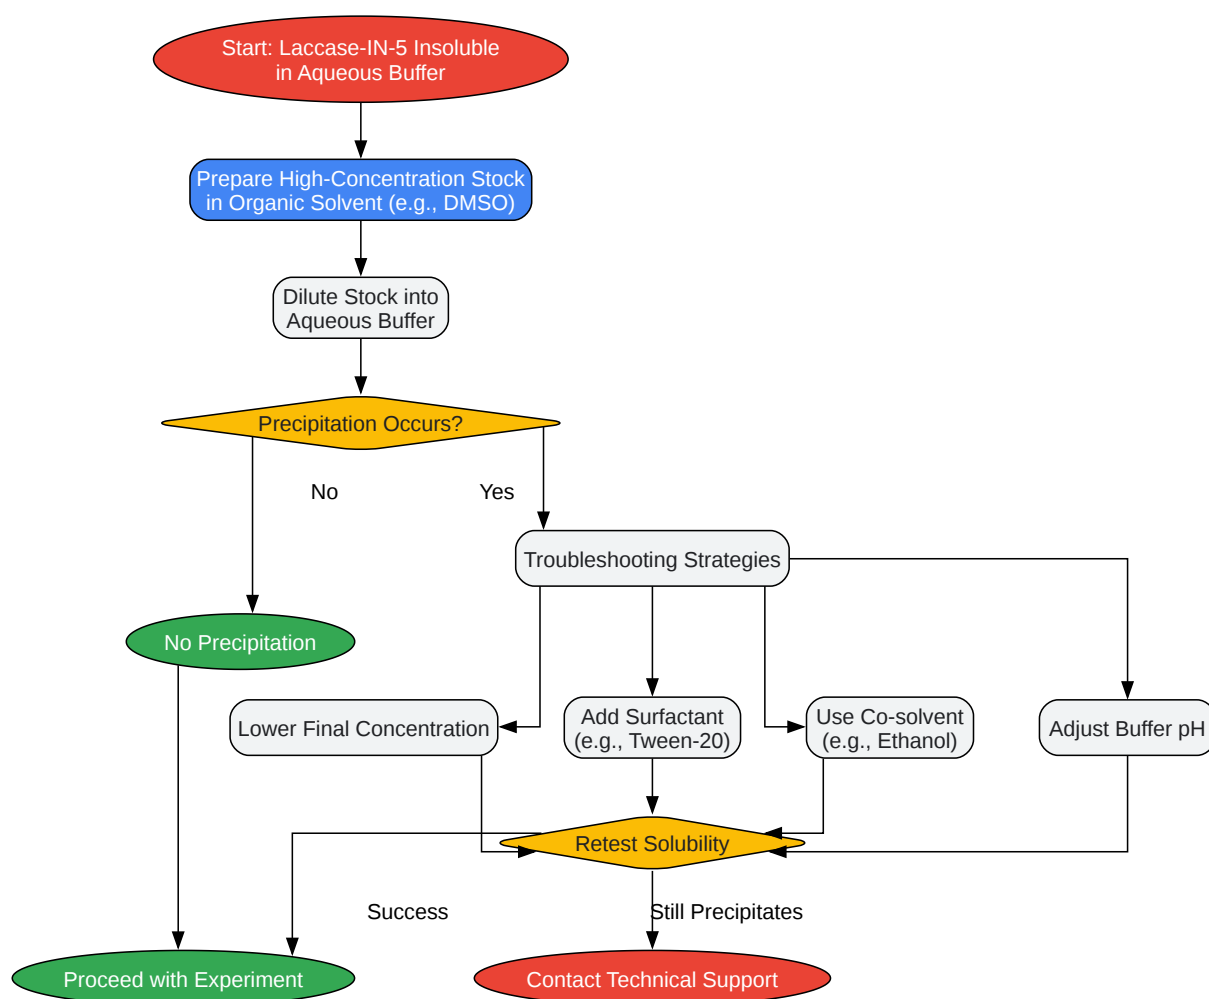 Start: Laccase-IN-5 Insoluble
in Aqueous Buffer
Prepare High-Concentration Stock
in Organic Solvent (e.g., DMSO)
Dilute Stock into
Aqueous Buffer
Precipitation Occurs?
No
Yes
Troubleshooting Strategies
No Precipitation
Lower Final Concentration
Add Surfactant
(e.g., Tween-20)
Use Co-solvent
(e.g., Ethanol)
Adjust Buffer pH
Retest Solubility
Success
Still Precipitates
Proceed with Experiment
Contact Technical Support